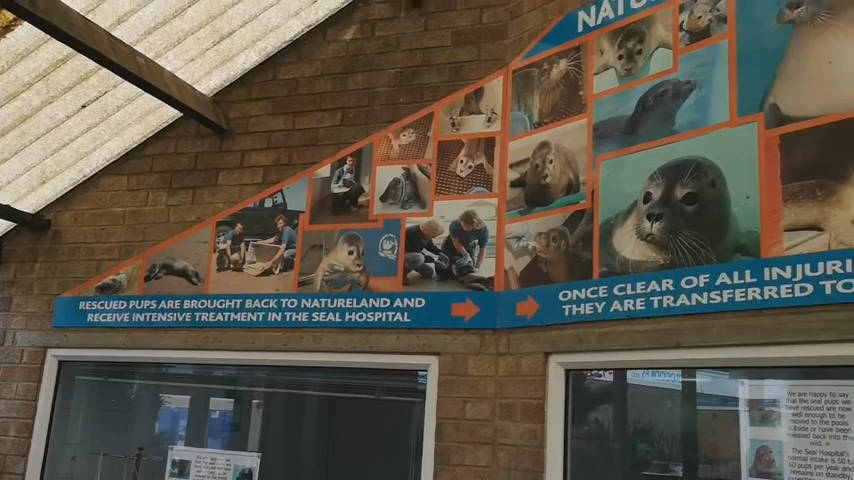 NATU
RESCUED PUPS ARE BROUGHT BACK TO NATURELAND AND
RECEIVE INTENSIVE TREATMENT IN THE SEAL HOSPITAL.
ONCE CLEAR OF ALL INJURI
THEY ARE TRANSFERRED TO
We are happy to say
that the seal pups we
have rescued are now
well enough to be
moved to the pools
outside or have been
released back into the
wild.
The Seal Hospital's
normal intake is 50 to
60 pups per year and
remains on standby